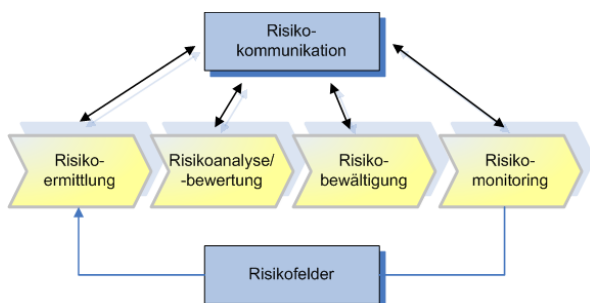 Risiko-
kommunikation
Risiko-
ermittlung
Risikoanalyse/
-bewertung
Risiko-
bewältigung
Risiko-
monitoring
Risikofelder